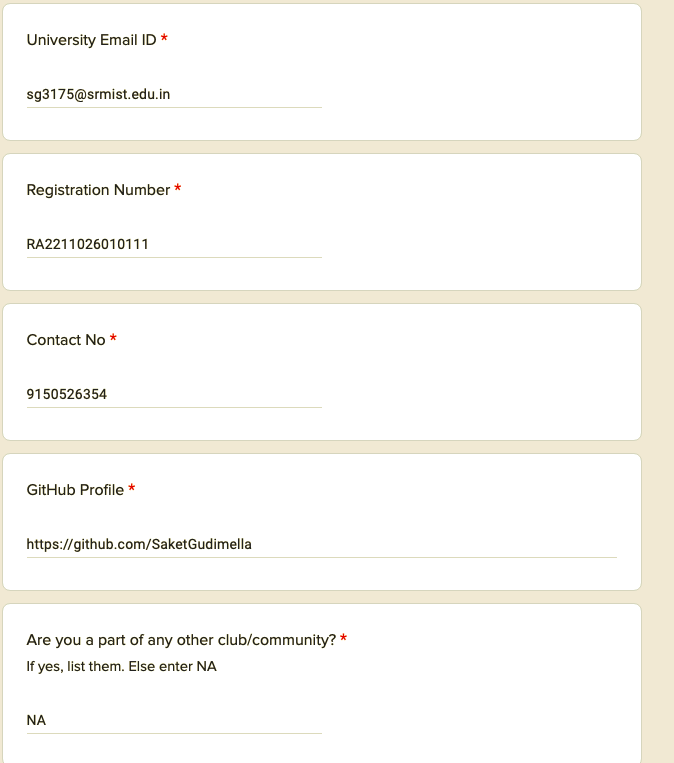 University Email ID *
sg3175@srmist.edu.in
Registration Number *
RA2211026010111
Contact No *
9150526354
GitHub Profile *
https://github.com/SaketGudimella
Are you a part of any other club/community? *
If yes, list them. Else enter NA
NA